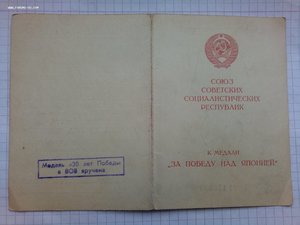 СОЮЗ
СОВЕТСКИХ
СОЦИАЛИСТИЧЕСКИХ
РЕСПУБЛИК
К МЕДАЛИ
„ЗА ПОБЕДУ НАД ЯПОНИЕЙ“
Медаль «30 лет Победы
в ВОВ вручена